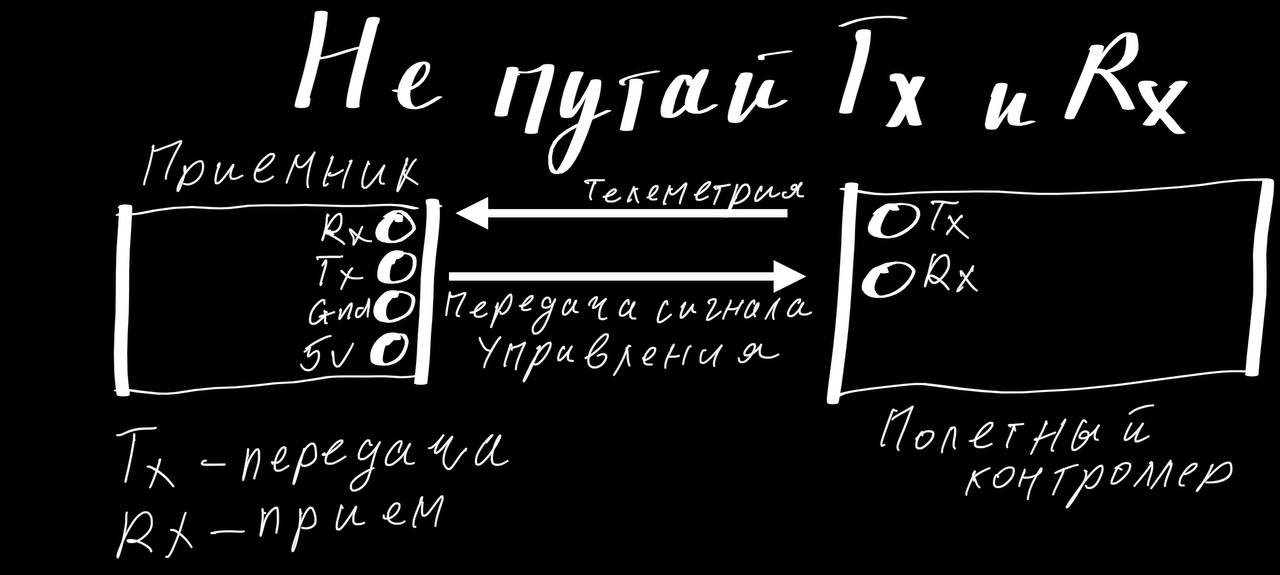 Не путай Tx и Rx
Приемник
Телеметрия
Rx
Tx
Gnd
5v
Передача сигнала
Управления
Tx
Rx
Полетный
контроллер
Tx - передача
Rx - прием